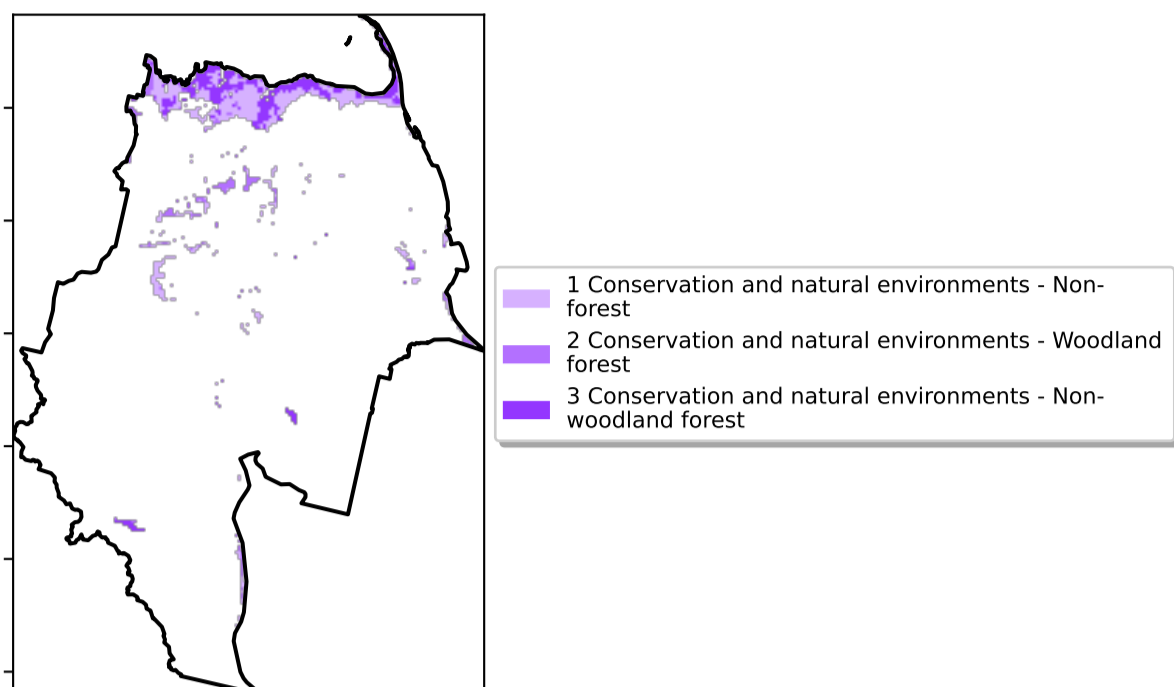 1 Conservation and natural environments - Non-
forest
2 Conservation and natural environments - Woodland
forest
3 Conservation and natural environments - Non-
woodland forest